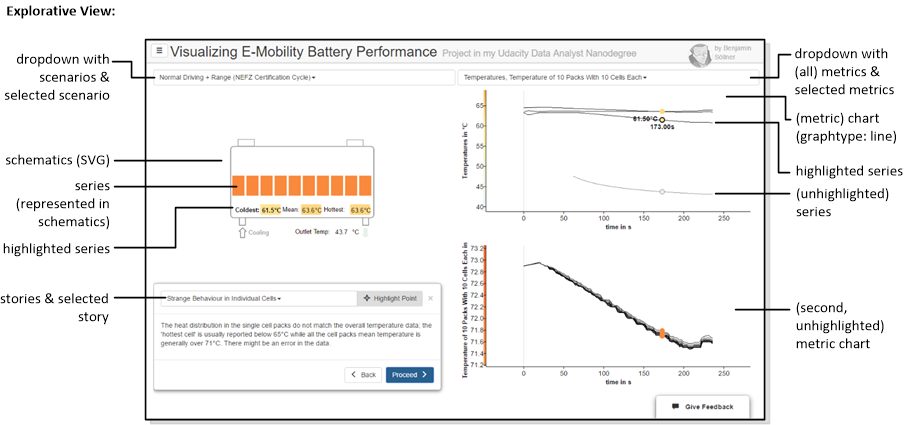 Explorative View:
dropdown with
scenarios &
selected scenario
schematics (SVG)
series
(represented in
schematics)
highlighted series
stories & selected
story
≡ Visualizing E-Mobility Battery Performance Project in my Udacity Data Analyst Nanodegree
by Benjamin
Söllner
Normal Driving + Range (NEFZ Certification Cycle)
Temperatures, Temperature of 10 Packs With 10 Cells Each
Coldest: 61.5°C Mean: 63.6°C Hottest: 63.6°C
Cooling Outlet Temp: 43.7 °C
Strange Behaviour in Individual Cells
Highlight Point ×
The heat distribution in the single cell packs do not match the overall temperature data; the
'hottest cell' is usually reported below 65°C while all the cell packs mean temperature is
generally over 71°C. There might be an error in the data.
Back Proceed
Temperatures in °C
65
60
55
50
45
40
61.50°C
173.00s
0 50 100 150 200 250
time in s
Temperature of 10 Packs With 10 Cells Each in
73.2
73.0
72.8
72.6
72.4
72.2
72.0
71.8
71.6
71.4
71.2
0 50 100 150 200 250
time in s
Give Feedback
dropdown with
(all) metrics &
selected metrics
(metric) chart
(graphtype: line)
highlighted series
(unhighlighted)
series
(second,
unhighlighted)
metric chart